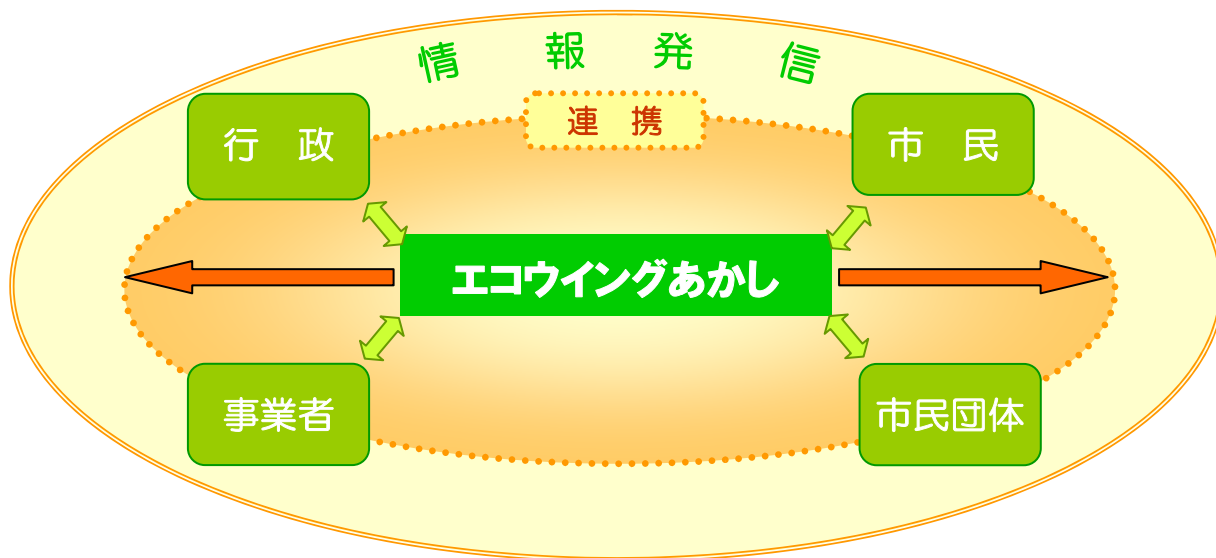 情 報 発 信
連 携
行 政
市 民
エコウイングあかし
事業者
市民団体